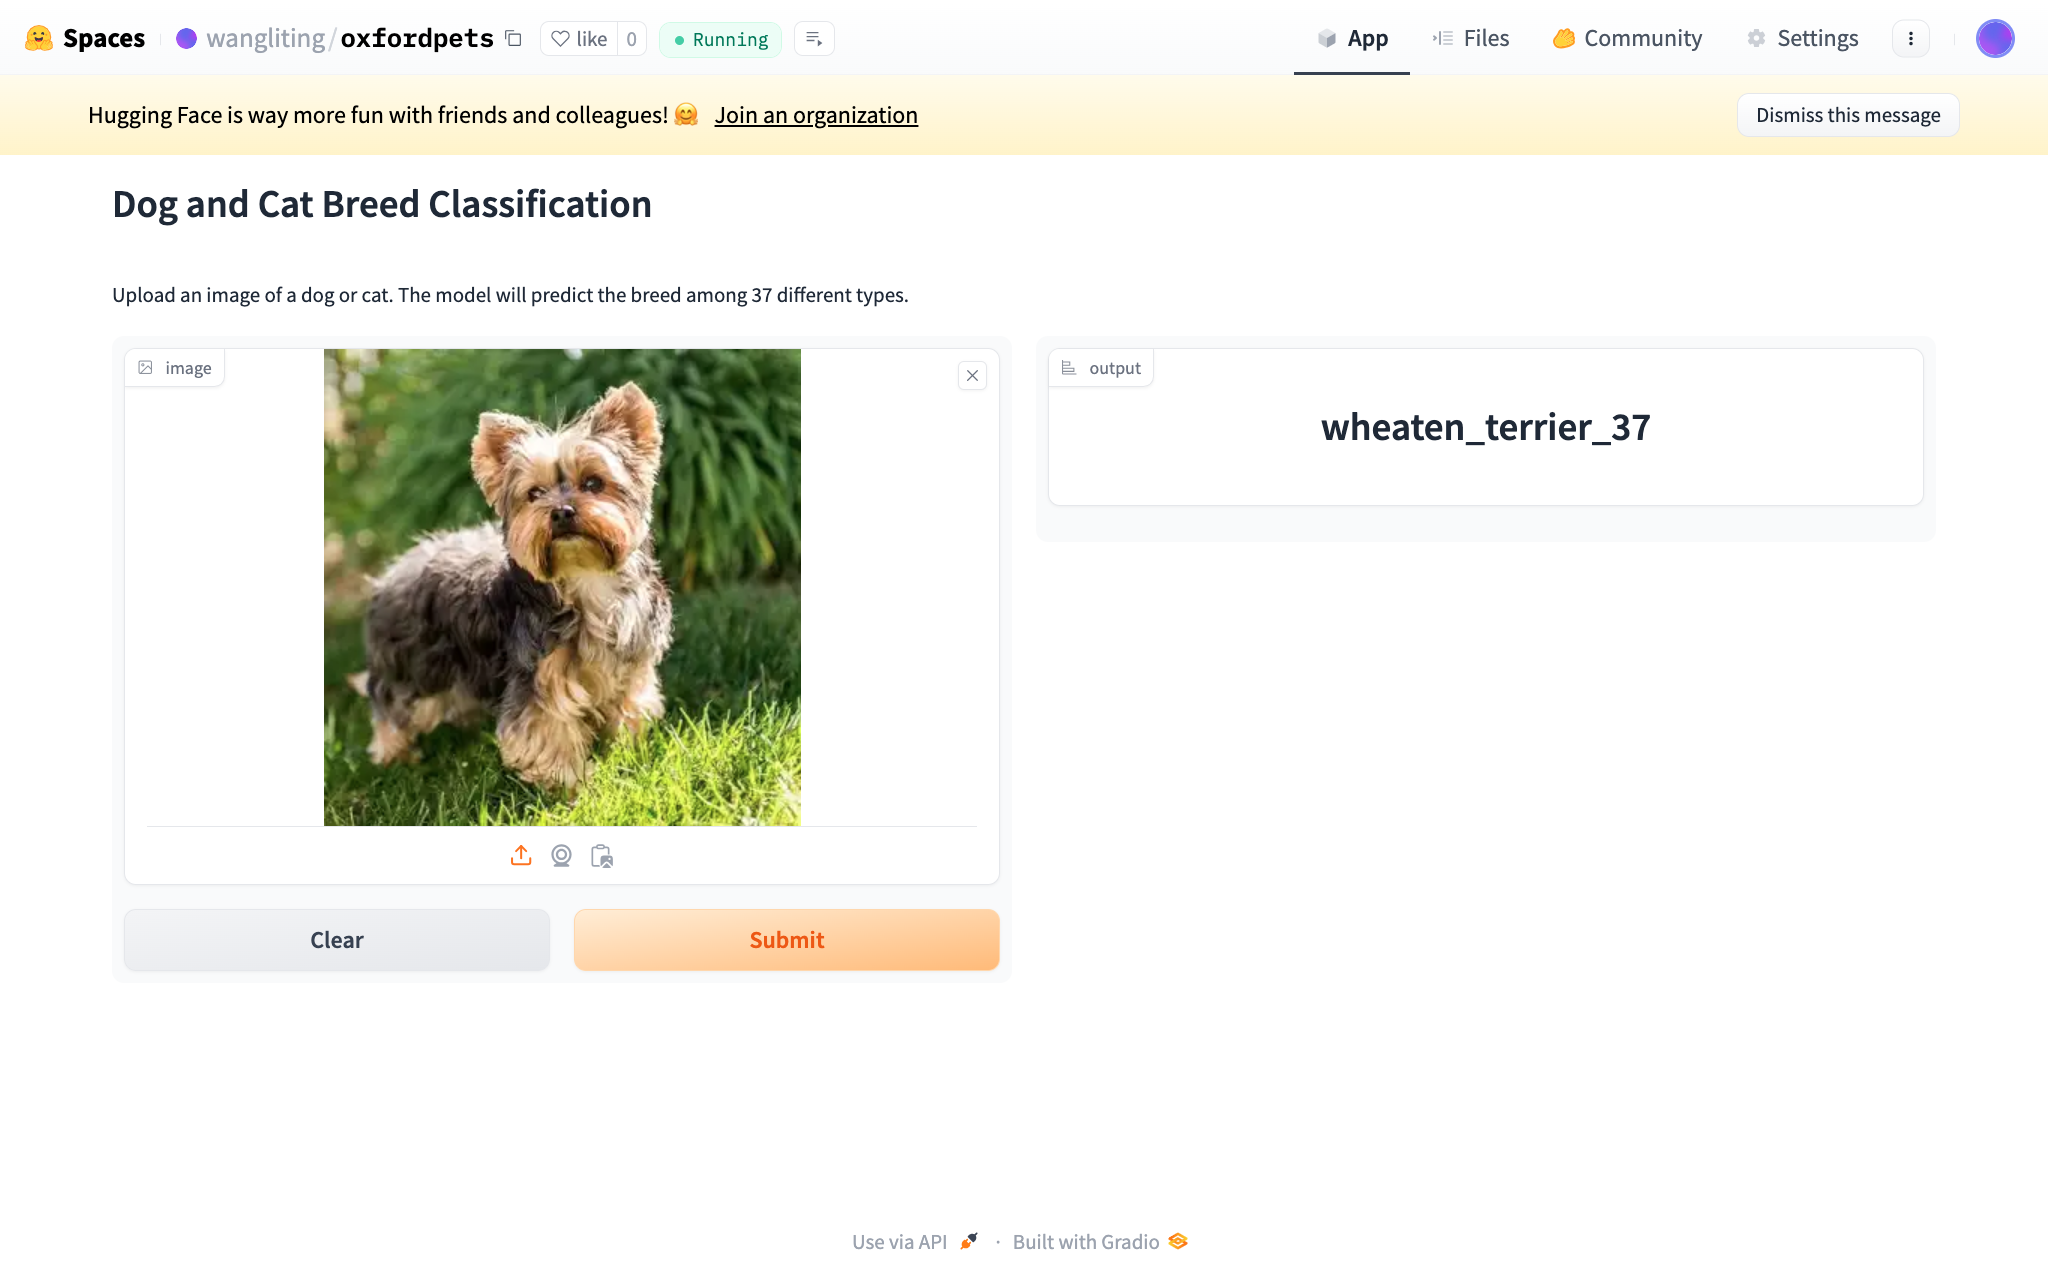 Spaces
wangliting/oxfordpets
like 0
Running
App
Files
Community
Settings
Hugging Face is way more fun with friends and colleagues! 🤗 Join an organization
Dismiss this message
Dog and Cat Breed Classification
Upload an image of a dog or cat. The model will predict the breed among 37 different types.
image
output
wheaten_terrier_37
Clear
Submit
Use via API · Built with Gradio